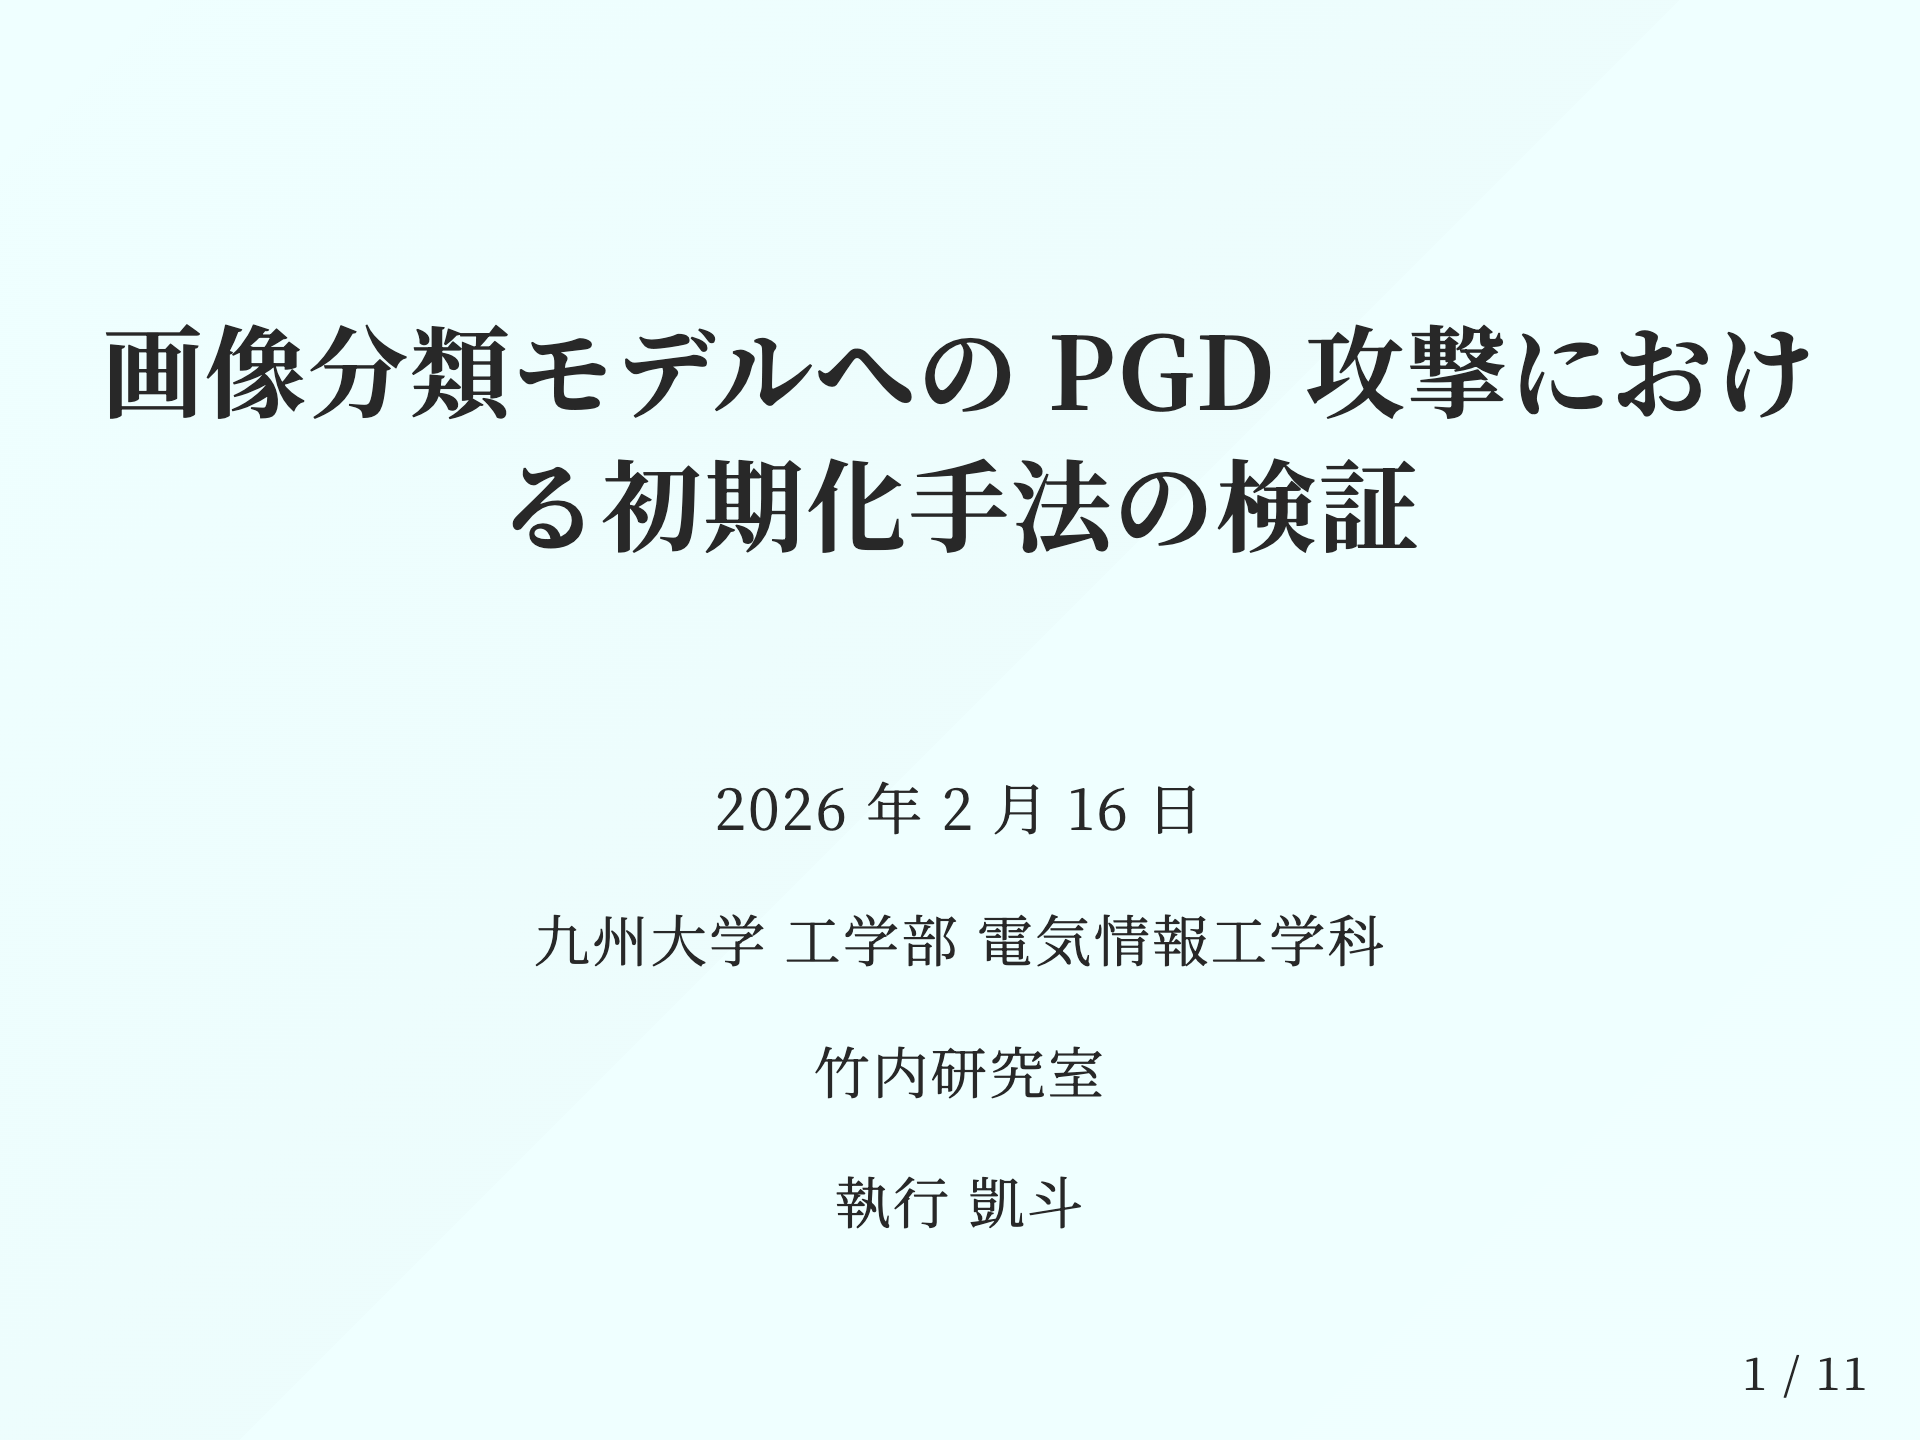 画像分類モデルへの PGD 攻撃におけ
る初期化手法の検証
2026 年 2 月 16 日
九州大学 工学部 電気情報工学科
竹内研究室
執行 凱斗
1 / 11